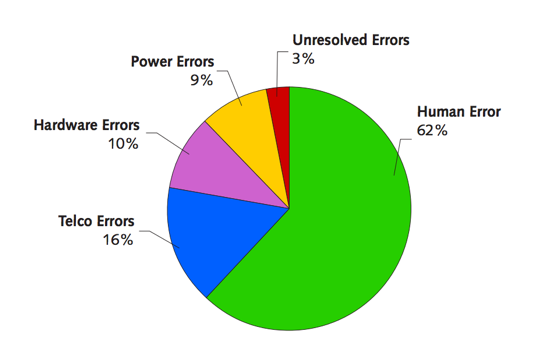 Unresolved Errors
3%
Power Errors
9%
Human Error
62%
Hardware Errors
10%
Telco Errors
16%